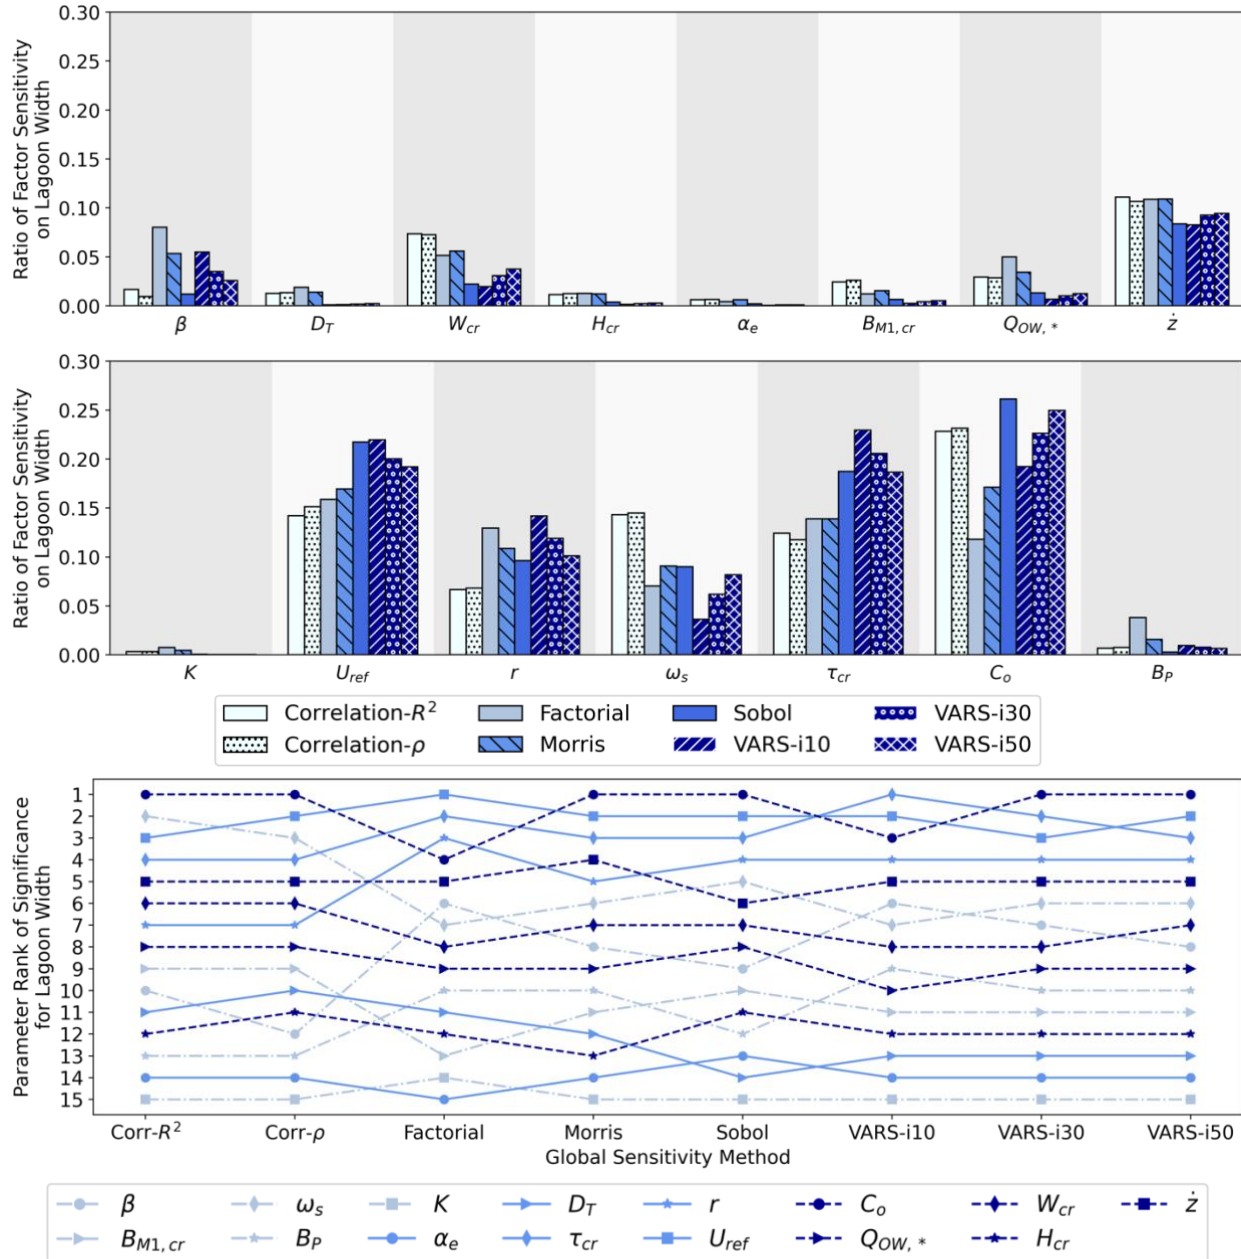 Ratio of Factor Sensitivity
on Lagoon Width
0.30
0.25
0.20
0.15
0.10
0.05
0.00
β
D_T
W_cr
H_cr
α_e
B_M1, cr
Q_OW, *
ż
Ratio of Factor Sensitivity
on Lagoon Width
0.30
0.25
0.20
0.15
0.10
0.05
0.00
K
U_ref
r
ω_s
τ_cr
C_o
B_P
Correlation-R²
Factorial
Sobol
VARS-i30
Correlation-ρ
Morris
VARS-i10
VARS-i50
Parameter Rank of Significance
for Lagoon Width
1
2
3
4
5
6
7
8
9
10
11
12
13
14
15
Corr-R²
Corr-ρ
Factorial
Morris
Sobol
VARS-i10
VARS-i30
VARS-i50
Global Sensitivity Method
β
ω_s
K
D_T
r
C_o
W_cr
ż
B_M1, cr
B_P
α_e
τ_cr
U_ref
Q_OW, *
H_cr